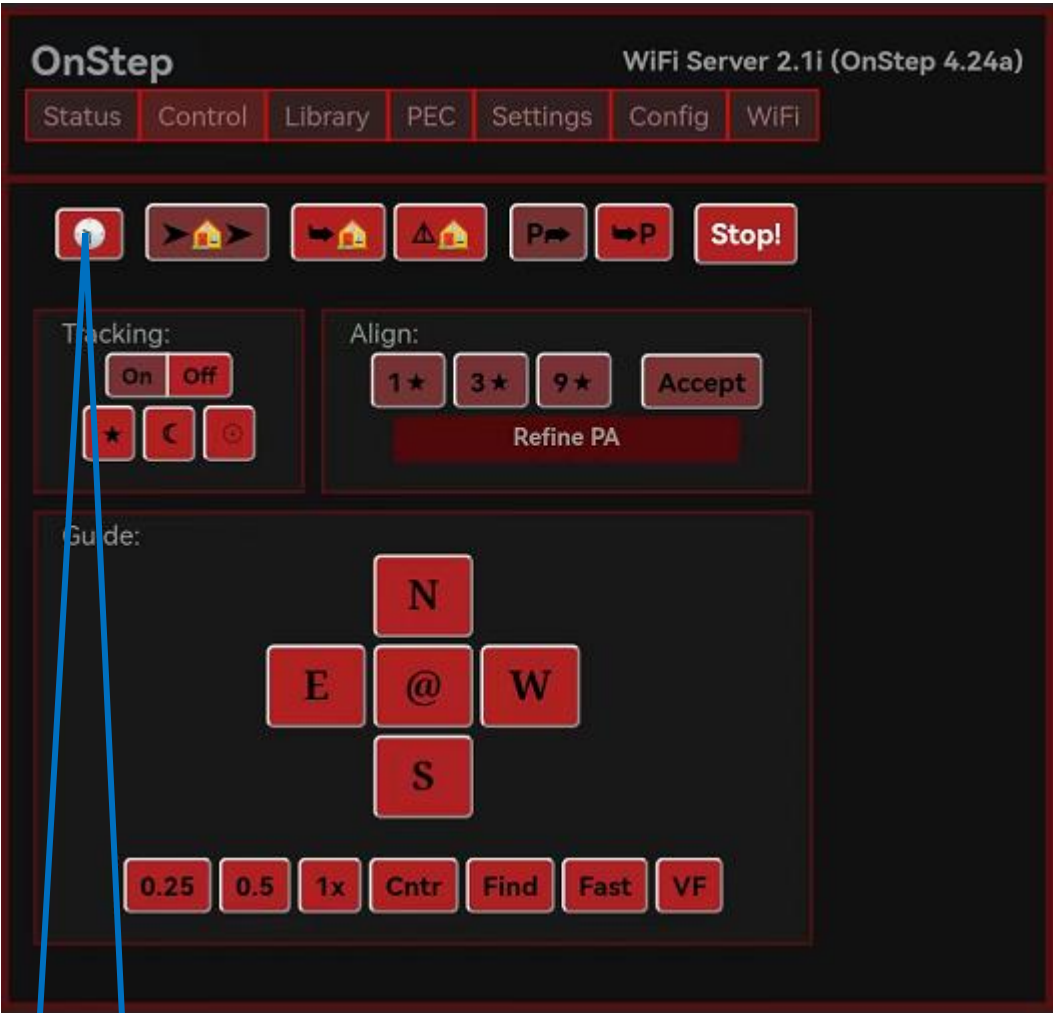 OnStep
WiFi Server 2.1i (OnStep 4.24a)
Status Control Library PEC Settings Config WiFi
P P Stop!
Tracking:
On Off
Align:
1★ 3★ 9★ Accept
Refine PA
Guide:
N
E @ W
S
0.25 0.5 1x Cntr Find Fast VF